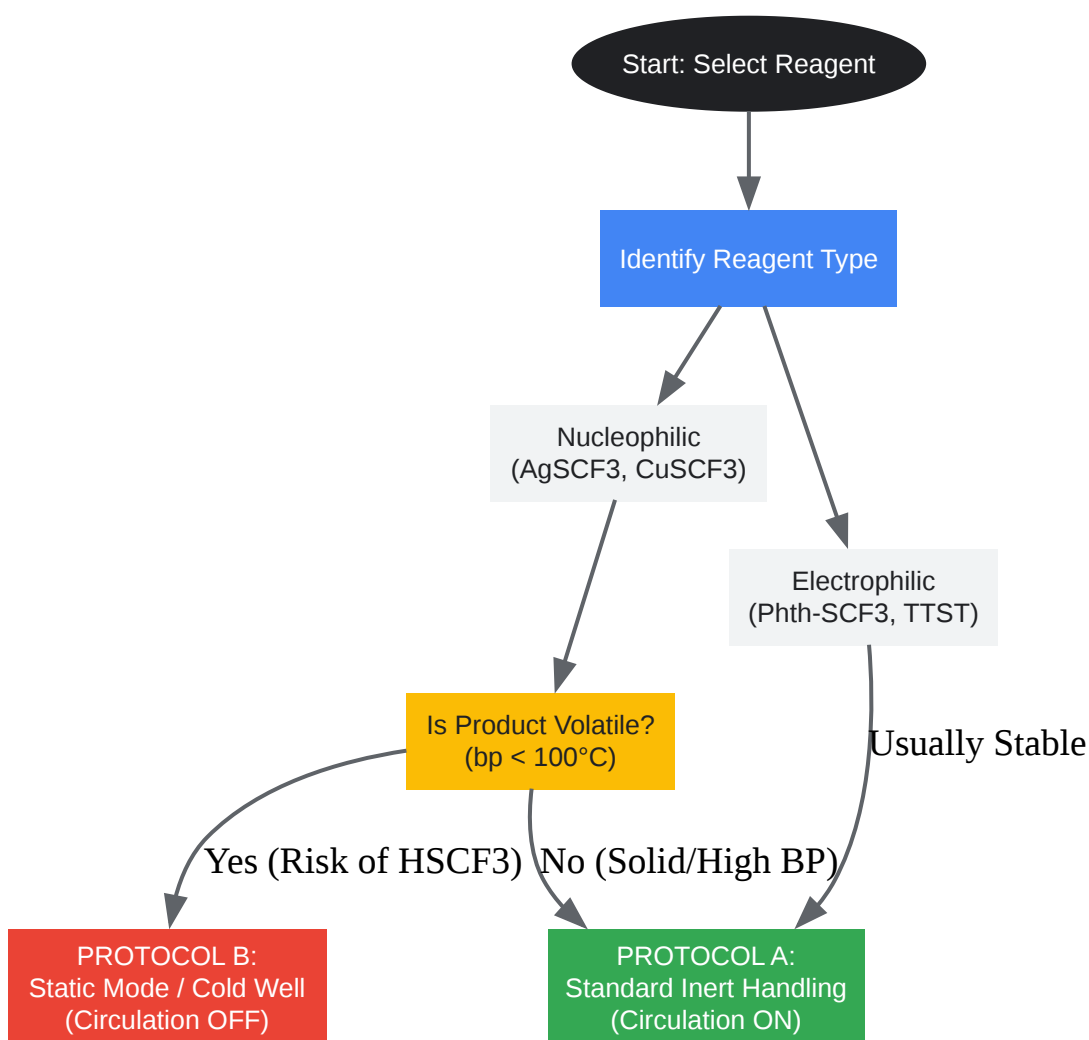 Start: Select Reagent
Identify Reagent Type
Nucleophilic
(AgSCF3, CuSCF3)
Electrophilic
(Phth-SCF3, TTST)
Is Product Volatile?
(bp < 100°C)
Usually Stable
Yes (Risk of HSCF3)
No (Solid/High BP)
PROTOCOL B:
Static Mode / Cold Well
(Circulation OFF)
PROTOCOL A:
Standard Inert Handling
(Circulation ON)